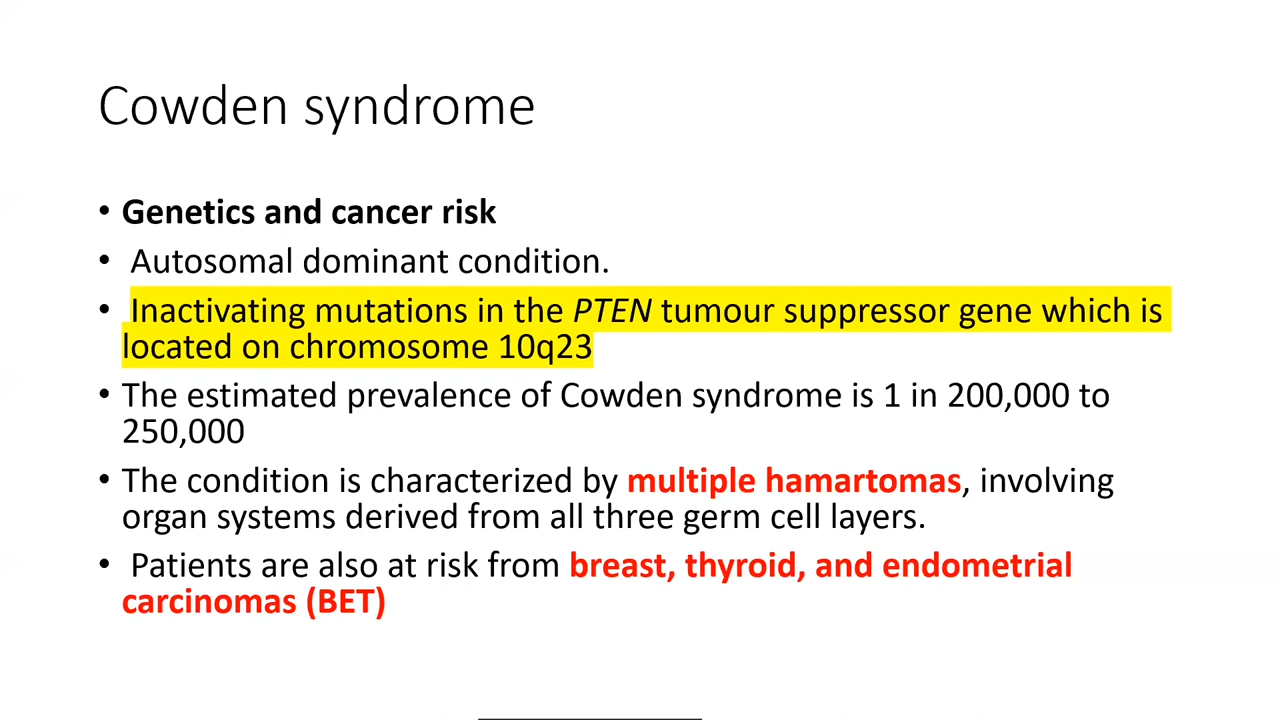 Cowden syndrome
• Genetics and cancer risk
• Autosomal dominant condition.
• Inactivating mutations in the PTEN tumour suppressor gene which is
located on chromosome 10q23
• The estimated prevalence of Cowden syndrome is 1 in 200,000 to
250,000
• The condition is characterized by multiple hamartomas, involving
organ systems derived from all three germ cell layers.
• Patients are also at risk from breast, thyroid, and endometrial
carcinomas (BET)